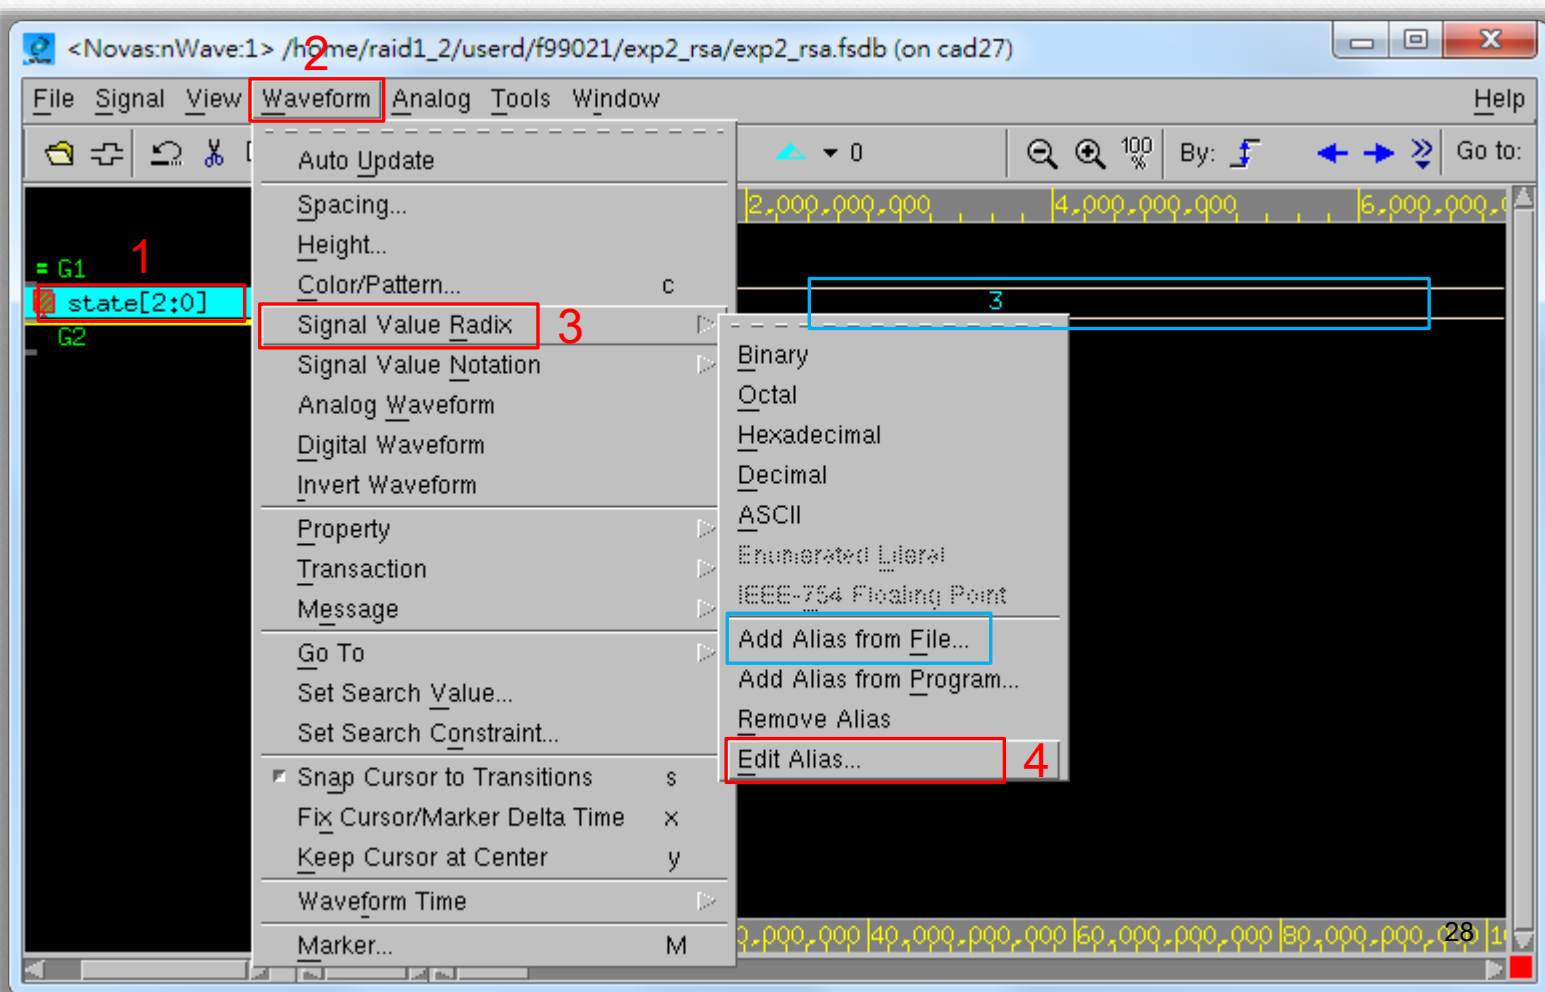 <Novas:nWave:1> /home/raid1_2/userd/f99021/exp2_rsa/exp2_rsa.fsdb (on cad27)
2
File Signal View Waveform Analog Tools Window Help
0 100 % By: Go to:
Auto Update
Spacing...
2,000,000,000 4,000,000,000 6,000,000,
Height...
= G1 1
Color/Pattern... c
state[2:0] 3
Signal Value Radix 3
G2
Signal Value Notation
Analog Waveform
Digital Waveform
Invert Waveform
Property
Transaction
Message
Go To
Set Search Value...
Set Search Constraint...
Snap Cursor to Transitions s
Fix Cursor/Marker Delta Time x
Keep Cursor at Center y
Waveform Time
Marker... M
Binary
Octal
Hexadecimal
Decimal
ASCII
Enumerated Literal
IEEE-754 Floating Point
Add Alias from File...
Add Alias from Program...
Remove Alias
Edit Alias... 4
,000,000 40,000,000,000 60,000,000,000 80,000,000, 28